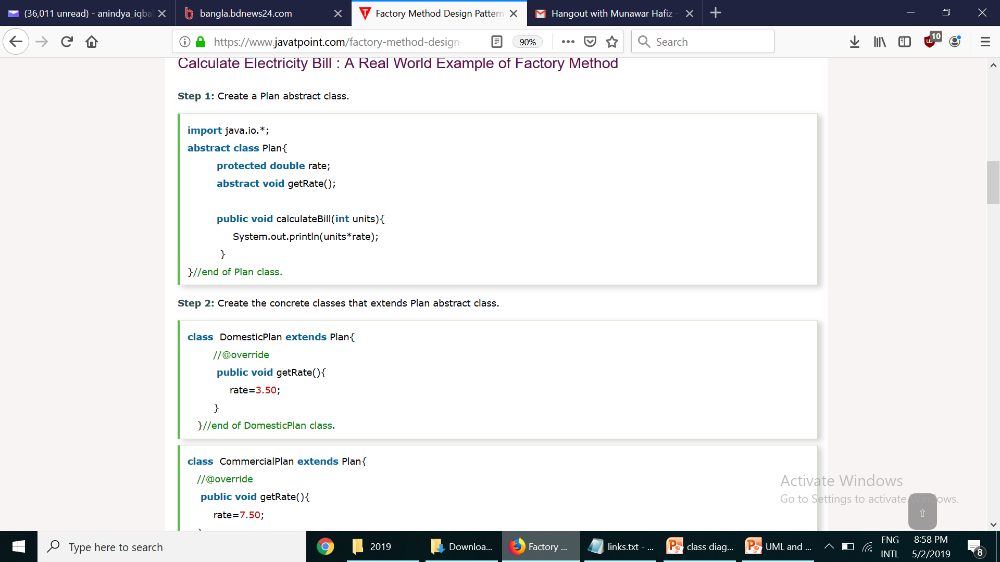 (36,011 unread) - anindya_iqba
bangla.bdnews24.com
Factory Method Design Pattern
Hangout with Munawar Hafiz -
https://www.javatpoint.com/factory-method-design-
90%
Search
10
Calculate Electricity Bill : A Real World Example of Factory Method
Step 1: Create a Plan abstract class.
import java.io.*;
abstract class Plan{
protected double rate;
abstract void getRate();
public void calculateBill(int units){
System.out.println(units*rate);
}
}//end of Plan class.
Step 2: Create the concrete classes that extends Plan abstract class.
class  DomesticPlan extends Plan{
//@override
public void getRate(){
rate=3.50;
}
}//end of DomesticPlan class.
class  CommercialPlan extends Plan{
//@override
public void getRate(){
rate=7.50;
Activate Windows
Go to Settings to activate Windows.
Type here to search
2019
Downloa...
Factory ...
links.txt - ...
class diag...
UML and ...
ENG
INTL
8:58 PM
5/2/2019
8